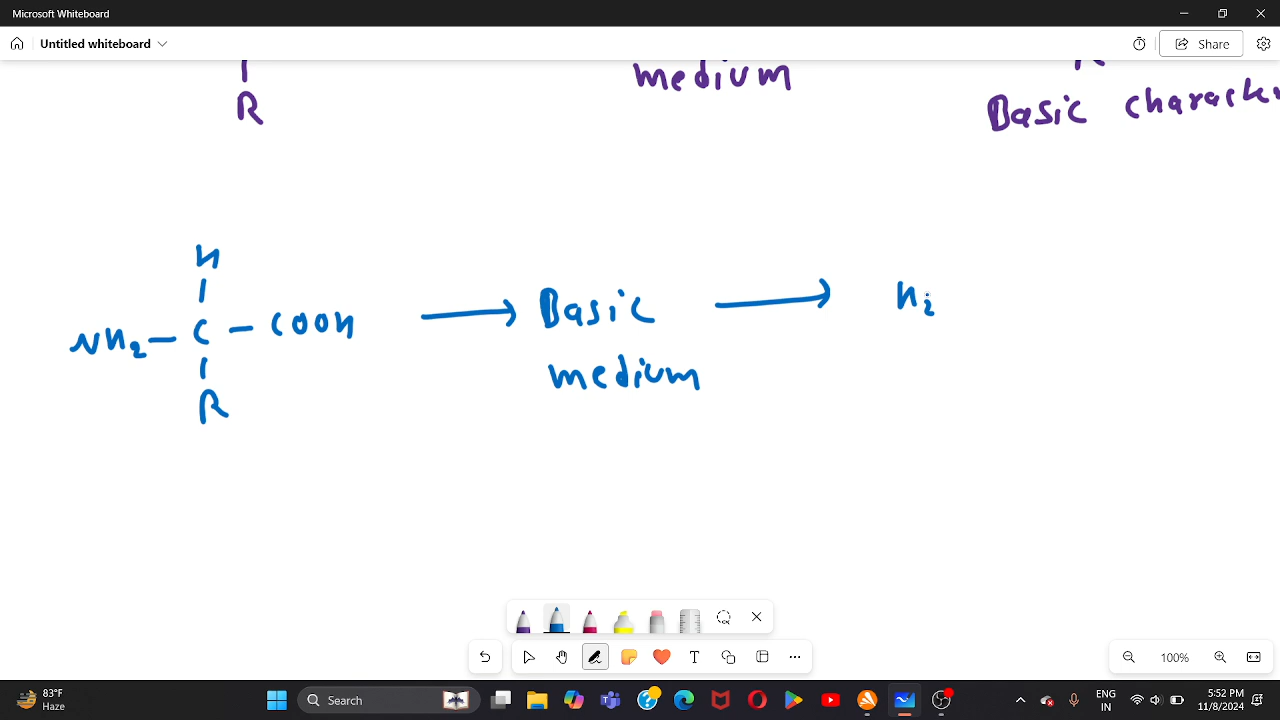 Microsoft Whiteboard
Untitled whiteboard
Share
R
medium
Basic character
H
NH2 - C - COOH → Basic → H2
medium
R
100%
83°F
Haze
Search
ENG
IN
5:52 PM
11/8/2024